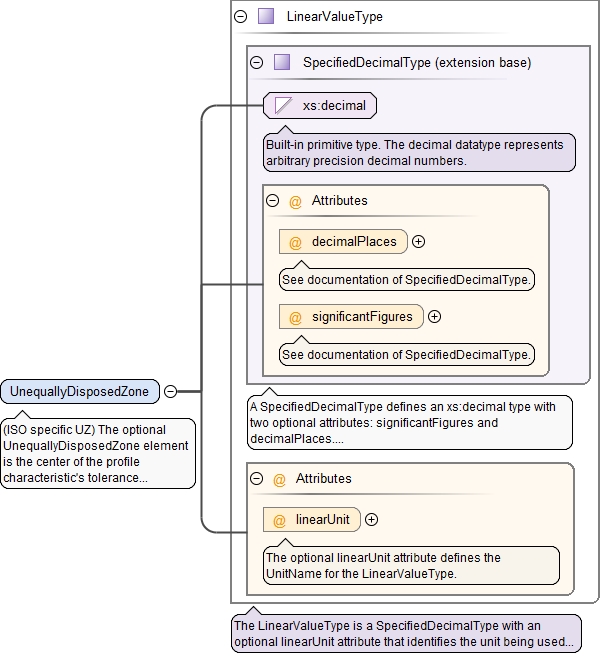 LinearValueType
SpecifiedDecimalType (extension base)
xs:decimal
Built-in primitive type. The decimal datatype represents
arbitrary precision decimal numbers.
@ Attributes
@ decimalPlaces
See documentation of SpecifiedDecimalType.
@ significantFigures
See documentation of SpecifiedDecimalType.
UnequallyDisposedZone
(ISO specific UZ) The optional
UnequallyDisposedZone element
is the center of the profile
characteristic's tolerance...
A SpecifiedDecimalType defines an xs:decimal type with
two optional attributes: significantFigures and
decimalPlaces....
@ Attributes
@ linearUnit
The optional linearUnit attribute defines the
UnitName for the LinearValueType.
The LinearValueType is a SpecifiedDecimalType with an
optional linearUnit attribute that identifies the unit being used...